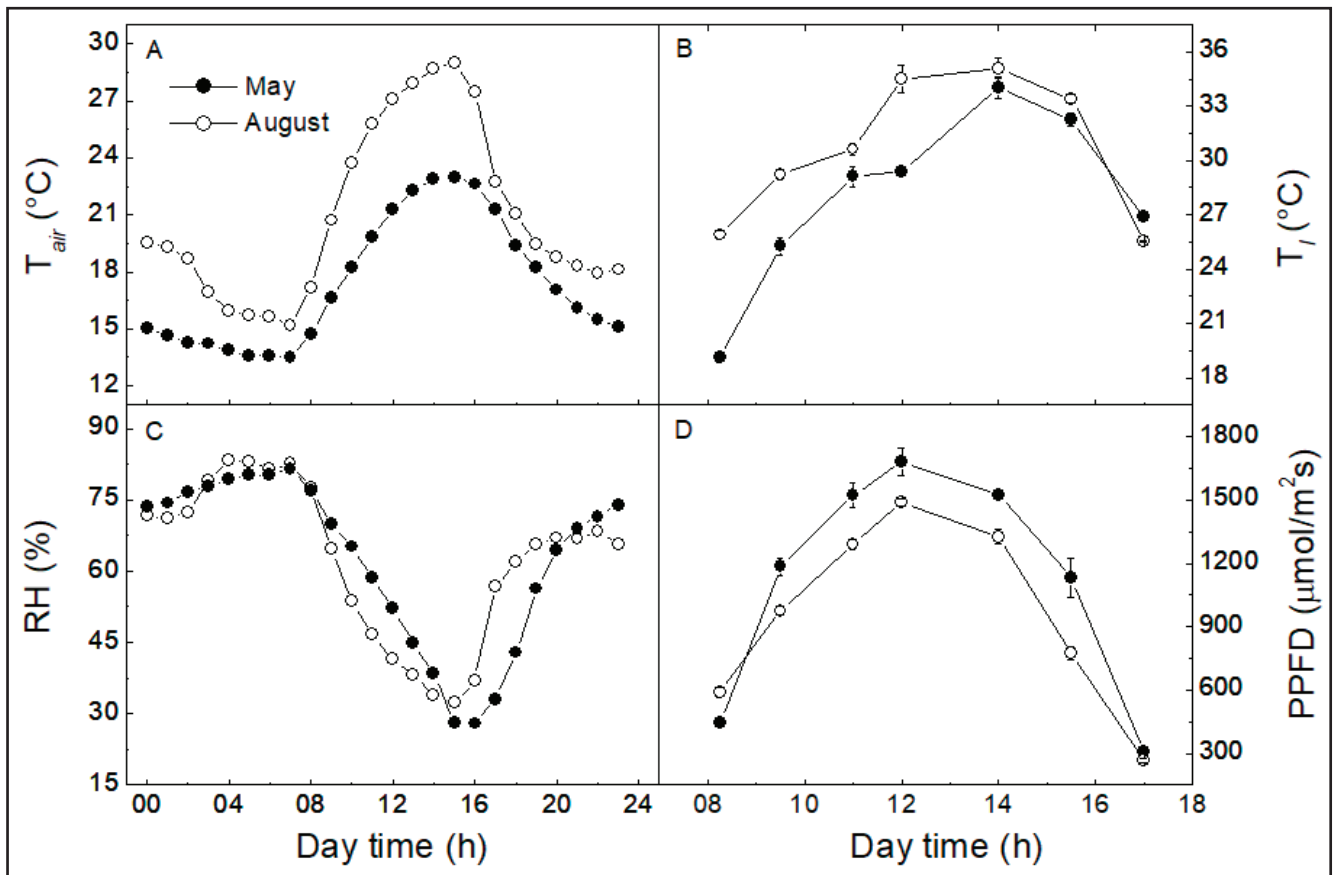 A
May
August
30
27
24
21
18
15
12
T_air (°C)
B
36
33
30
27
24
21
18
T_l (°C)
C
90
75
60
45
30
15
RH (%)
00 04 08 12 16 20 24
Day time (h)
D
1800
1500
1200
900
600
300
PPFD (μmol/m²s)
08 10 12 14 16 18
Day time (h)